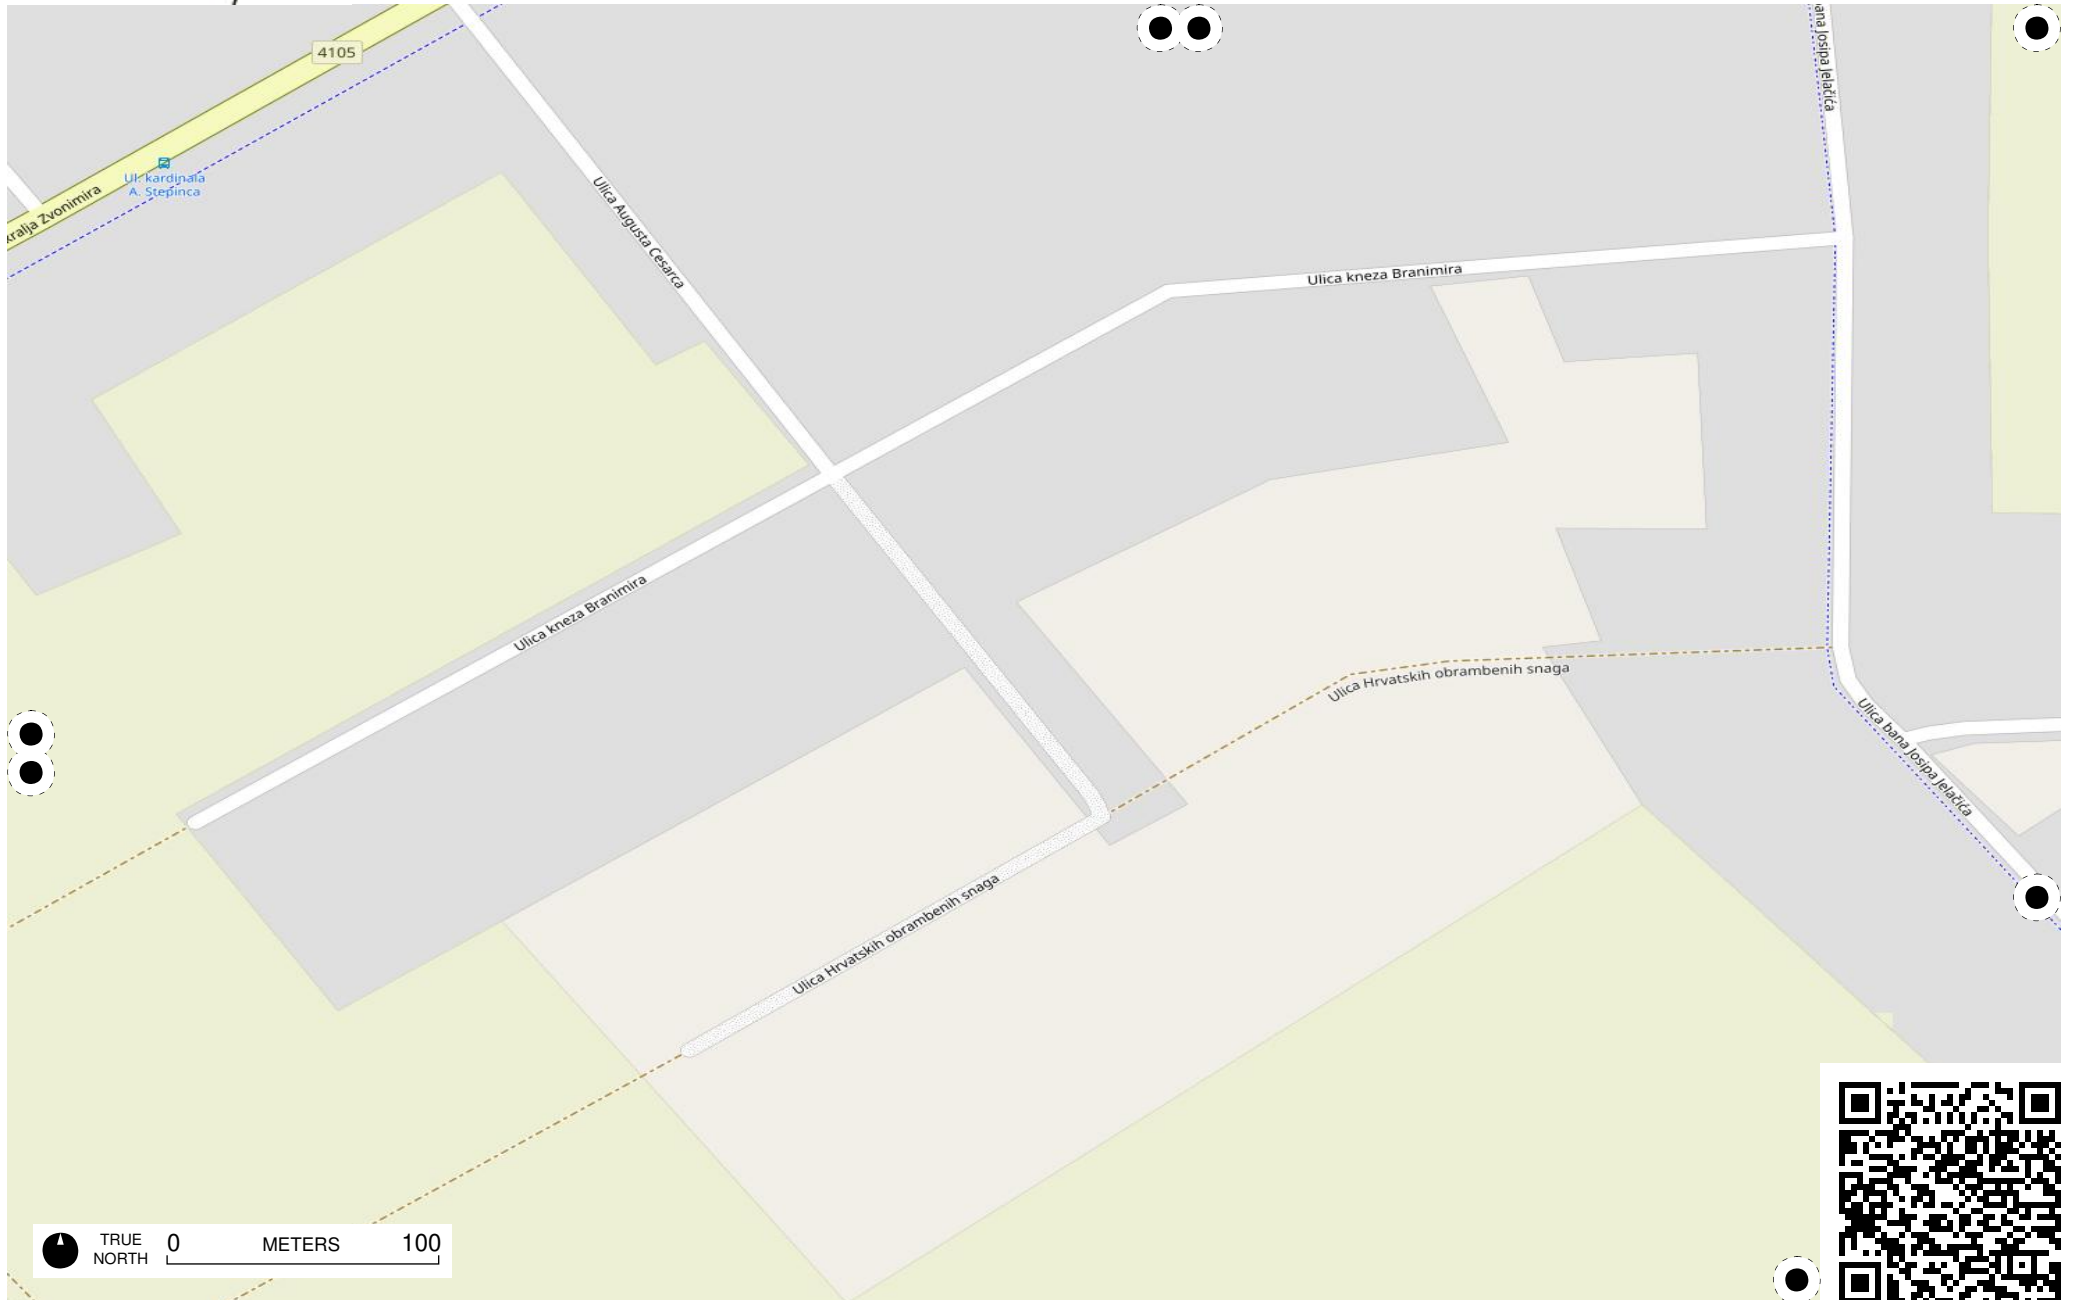 4105
ana Josipa Jelačića
Ul. kardinala
A. Stepinca
kralja Zvonimira
Ulica Augusta Cesarca
Ulica kneza Branimira
Ulica kneza Branimira
Ulica Hrvatskih obrambenih snaga
Ulica bana Josipa Jelačića
Ulica Hrvatskih obrambenih snaga
TRUE
NORTH
0 METERS 100